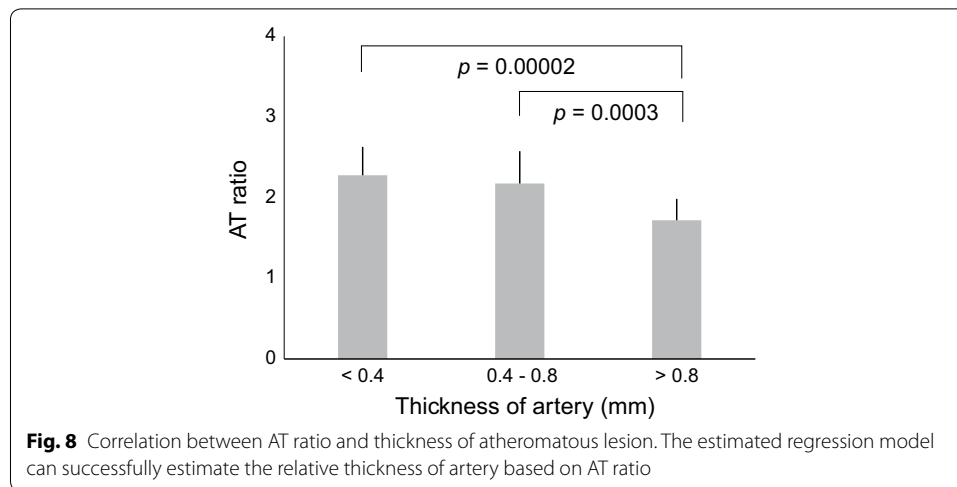 4
p = 0.00002
3
p = 0.0003
AT ratio
2
1
0
< 0.4 0.4 - 0.8 > 0.8
Thickness of artery (mm)
Fig. 8 Correlation between AT ratio and thickness of atheromatous lesion. The estimated regression model
can successfully estimate the relative thickness of artery based on AT ratio